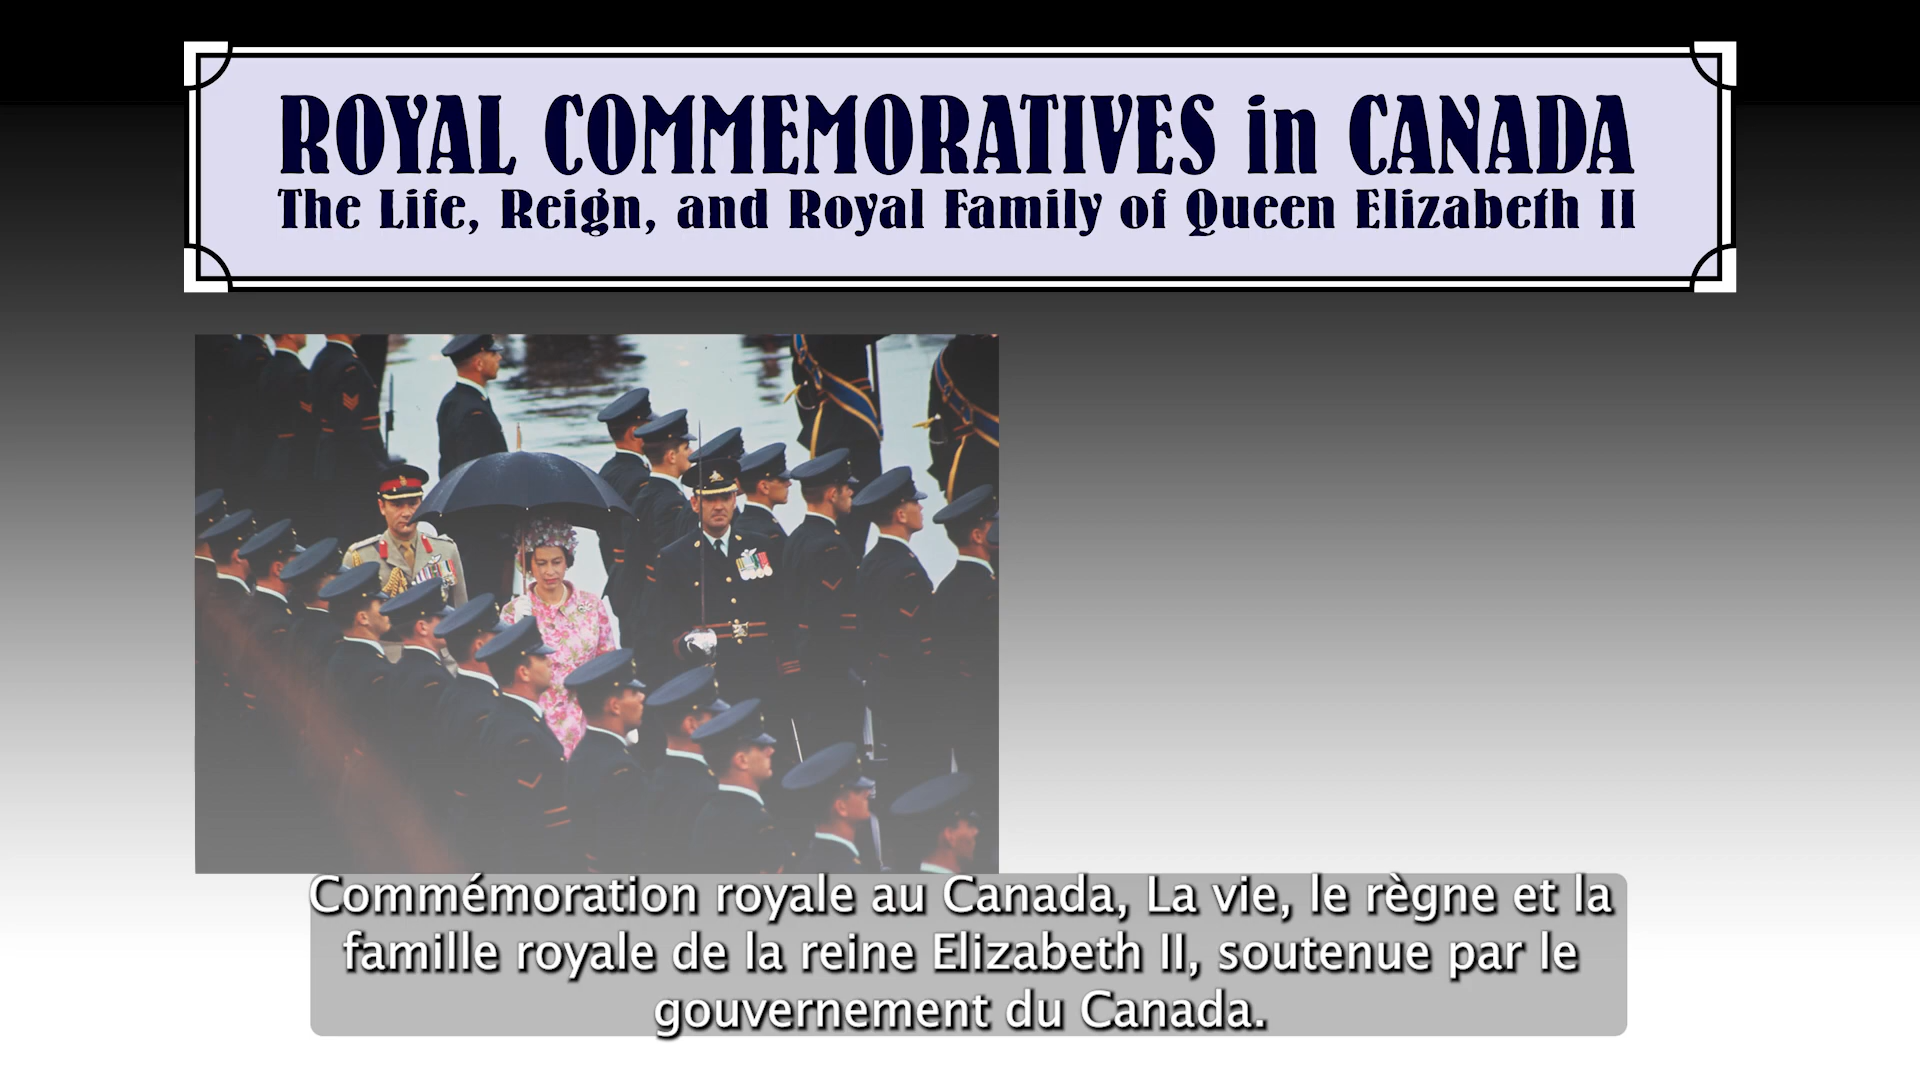 ROYAL COMMEMORATIVES in CANADA
The Life, Reign, and Royal Family of Queen Elizabeth II
Commémoration royale au Canada, La vie, le règne et la
famille royale de la reine Elizabeth II, soutenue par le
gouvernement du Canada.